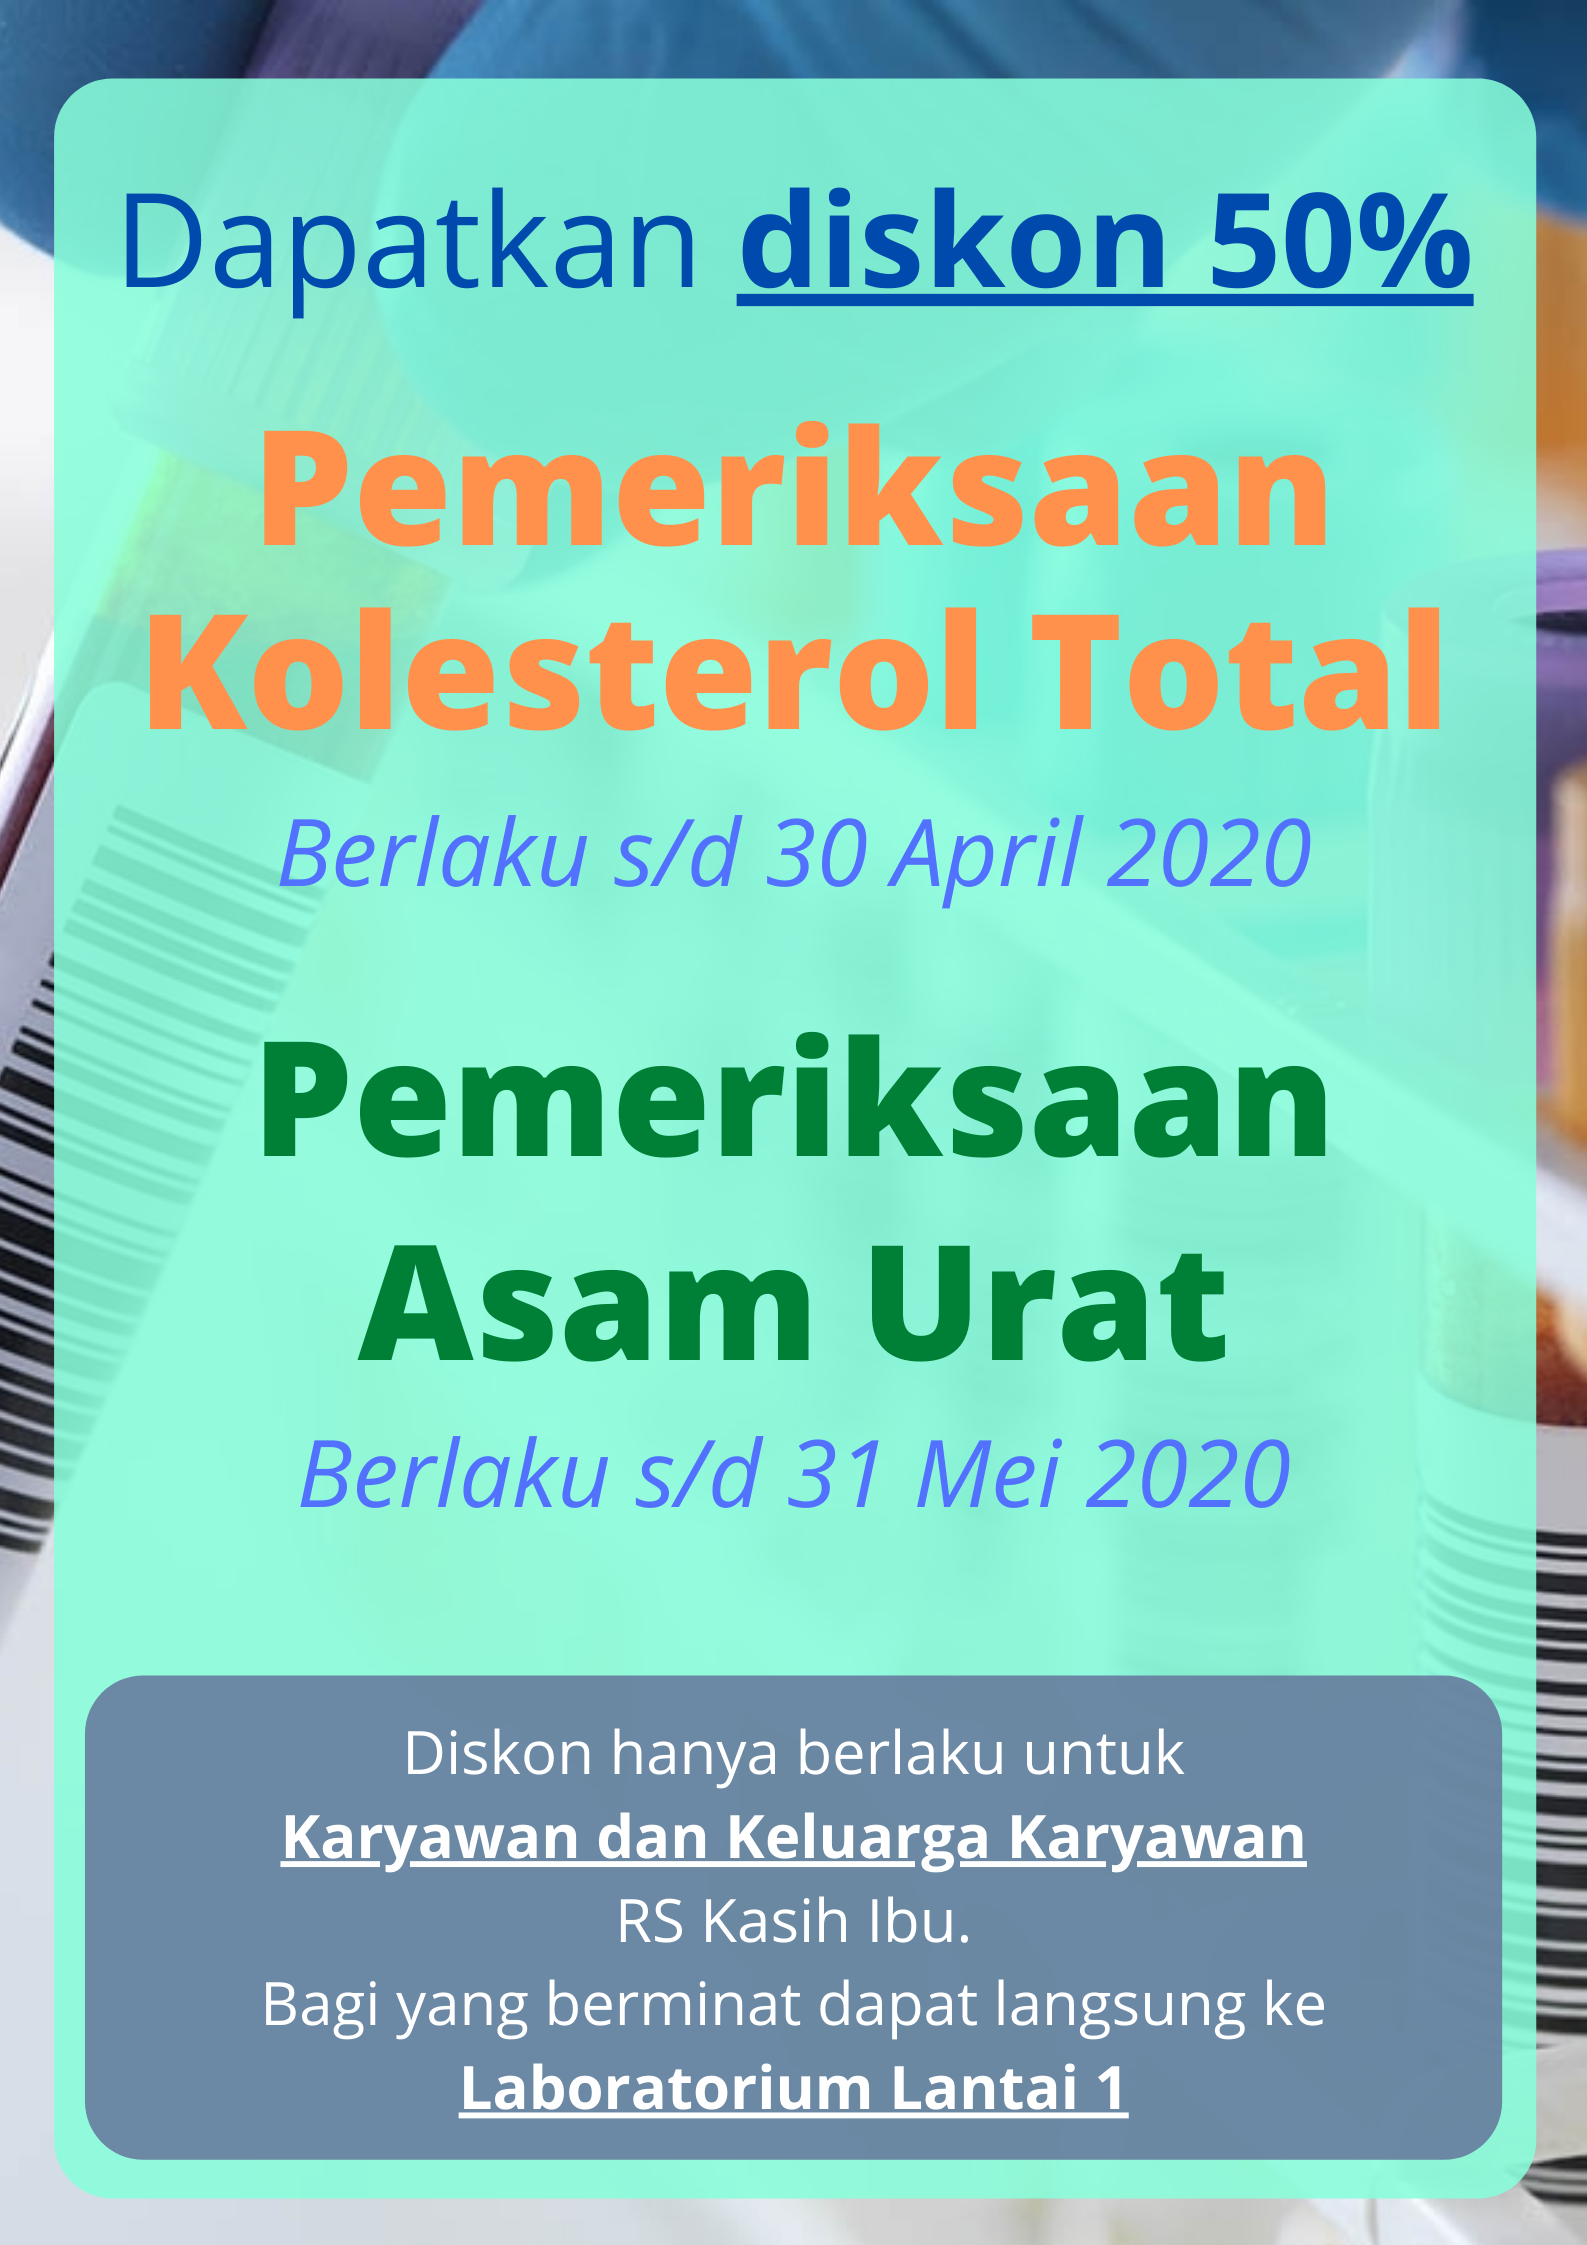 Dapatkan diskon 50%
Pemeriksaan
Kolesterol Total
Berlaku s/d 30 April 2020
Pemeriksaan
Asam Urat
Berlaku s/d 31 Mei 2020
Diskon hanya berlaku untuk
Karyawan dan Keluarga Karyawan
RS Kasih Ibu.
Bagi yang berminat dapat langsung ke
Laboratorium Lantai 1